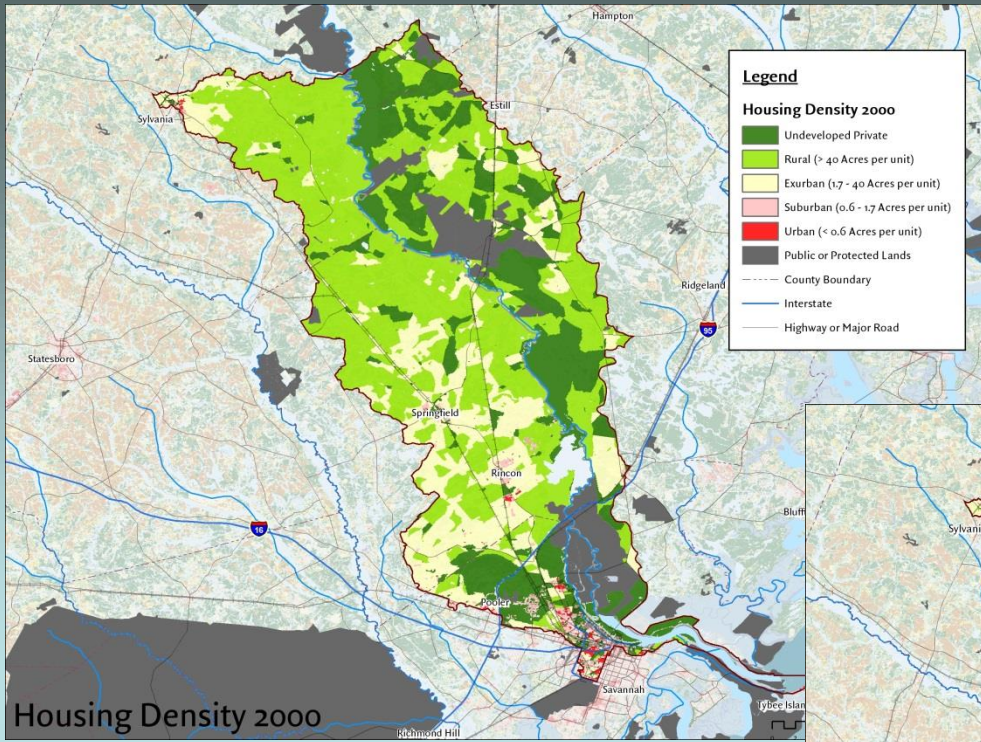 Hampton
Legend
Housing Density 2000
Undeveloped Private
Rural (> 40 Acres per unit)
Exurban (1.7 - 40 Acres per unit)
Suburban (0.6 - 1.7 Acres per unit)
Urban (< 0.6 Acres per unit)
Public or Protected Lands
County Boundary
Interstate
Highway or Major Road
Estill
Sylvania
Ridgeland
95
Statesboro
Springfield
Rincon
Bluff
16
Sylvani
Pooler
Savannah
Tybee Islan
Housing Density 2000
Richmond Hill